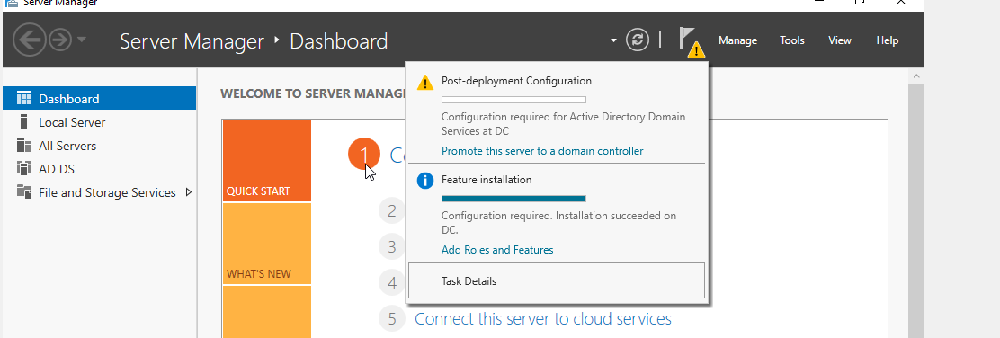 Server Manager
Server Manager ‣ Dashboard
Manage Tools View Help
Dashboard
Local Server
All Servers
AD DS
File and Storage Services
WELCOME TO SERVER MANAG
QUICK START
WHAT'S NEW
1
2
3
4
5 Connect this server to cloud services
Post-deployment Configuration
Configuration required for Active Directory Domain
Services at DC
Promote this server to a domain controller
Feature installation
Configuration required. Installation succeeded on
DC.
Add Roles and Features
Task Details